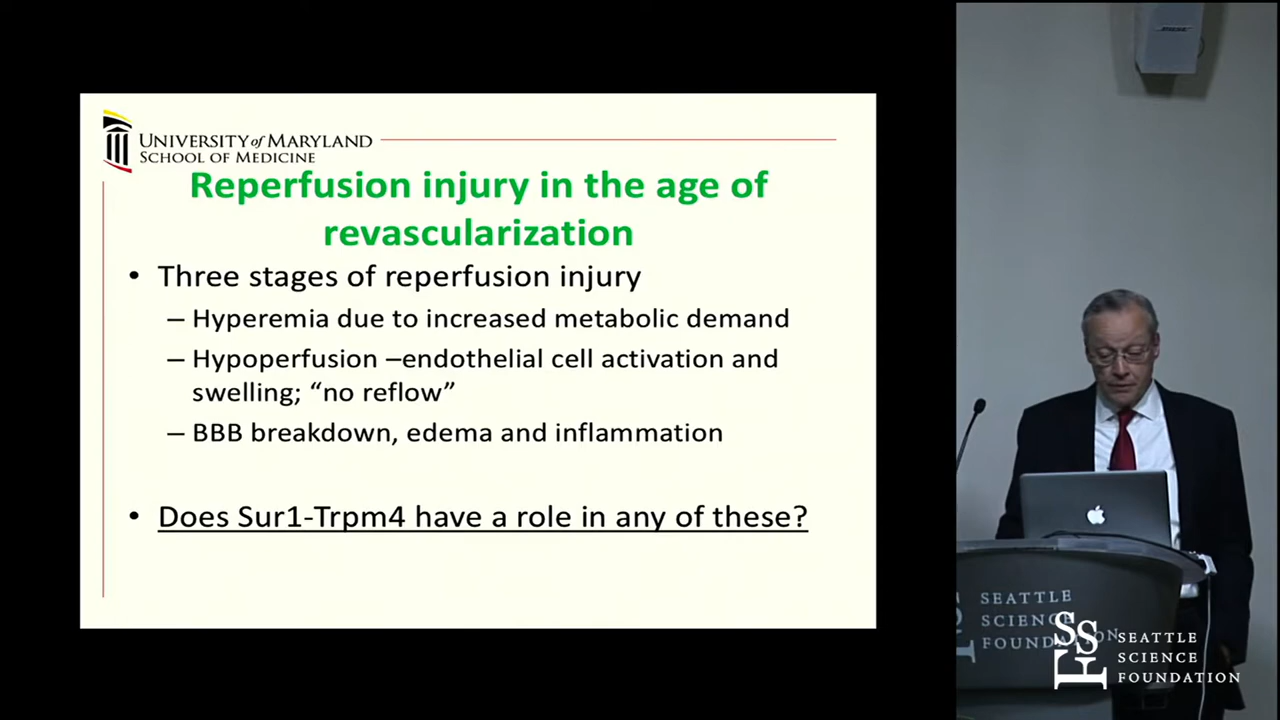 UNIVERSITY of MARYLAND
SCHOOL OF MEDICINE
Reperfusion injury in the age of
revascularization
• Three stages of reperfusion injury
– Hyperemia due to increased metabolic demand
– Hypoperfusion –endothelial cell activation and
swelling; “no reflow”
– BBB breakdown, edema and inflammation
• Does Sur1-Trpm4 have a role in any of these?
SEATTLE
SCIENCE
FOUNDATION
SSF
SEATTLE
SCIENCE
FOUNDATION